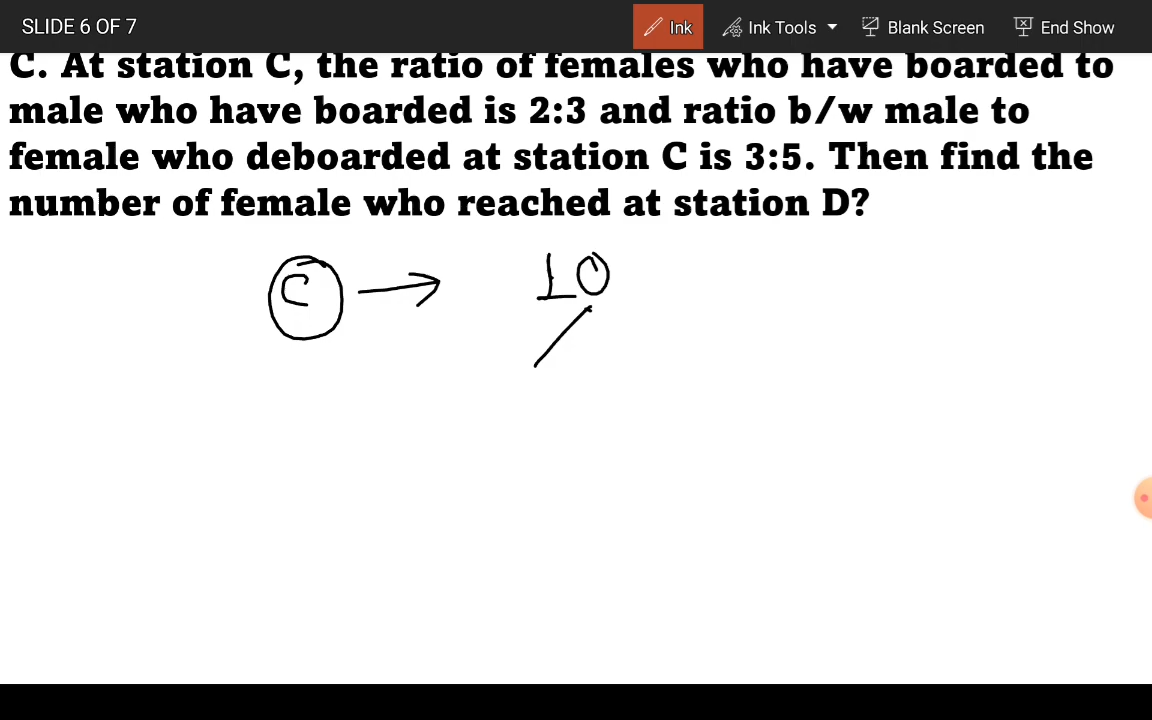 SLIDE 6 OF 7 Ink Ink Tools Blank Screen End Show
C. At station C, the ratio of females who have boarded to
male who have boarded is 2:3 and ratio b/w male to
female who deboarded at station C is 3:5. Then find the
number of female who reached at station D?
C 10